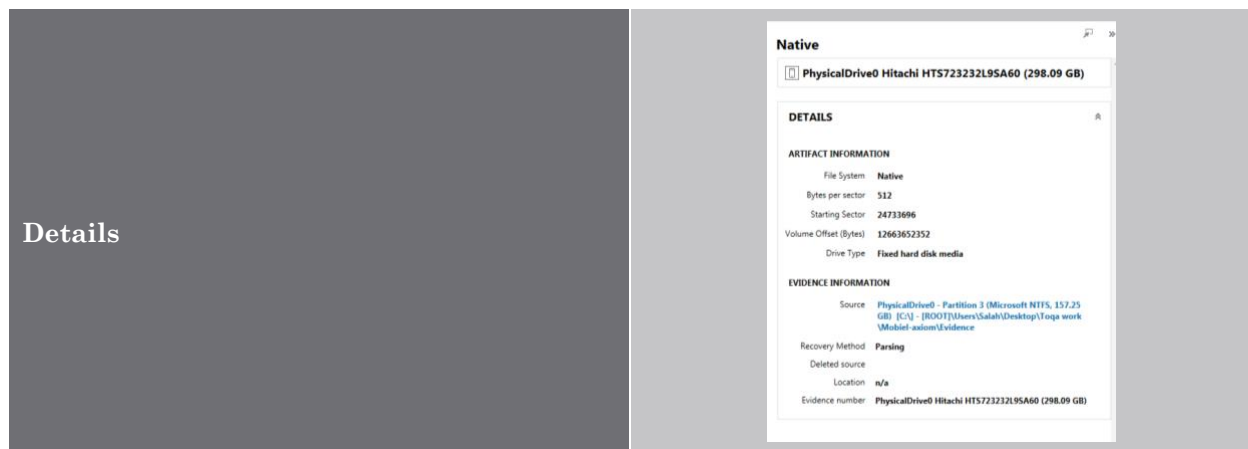 Details
Native
PhysicalDrive0 Hitachi HTS723232L9SA60 (298.09 GB)
DETAILS
ARTIFACT INFORMATION
File System Native
Bytes per sector 512
Starting Sector 24733696
Volume Offset (Bytes) 12663652352
Drive Type Fixed hard disk media
EVIDENCE INFORMATION
Source PhysicalDrive0 - Partition 3 (Microsoft NTFS, 157.25
GB) [C:\] - [ROOT]\Users\Salah\Desktop\Toqa work
\Mobiel-axiom\Evidence
Recovery Method Parsing
Deleted source
Location n/a
Evidence number PhysicalDrive0 Hitachi HTS723232L9SA60 (298.09 GB)